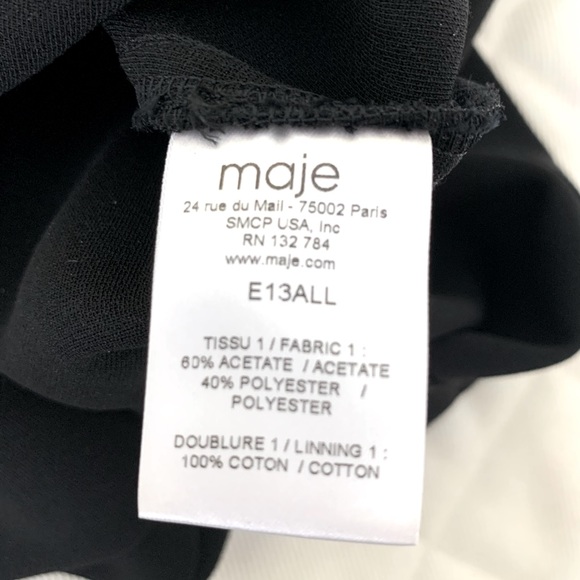 maje
24 rue du Mail - 75002 Paris
SMCP USA, Inc
RN 132 784
www.maje.com
E13ALL
TISSU 1 / FABRIC 1 :
60% ACETATE / ACETATE
40% POLYESTER /
POLYESTER
DOUBLURE 1 / LINNING 1 :
100% COTON / COTTON